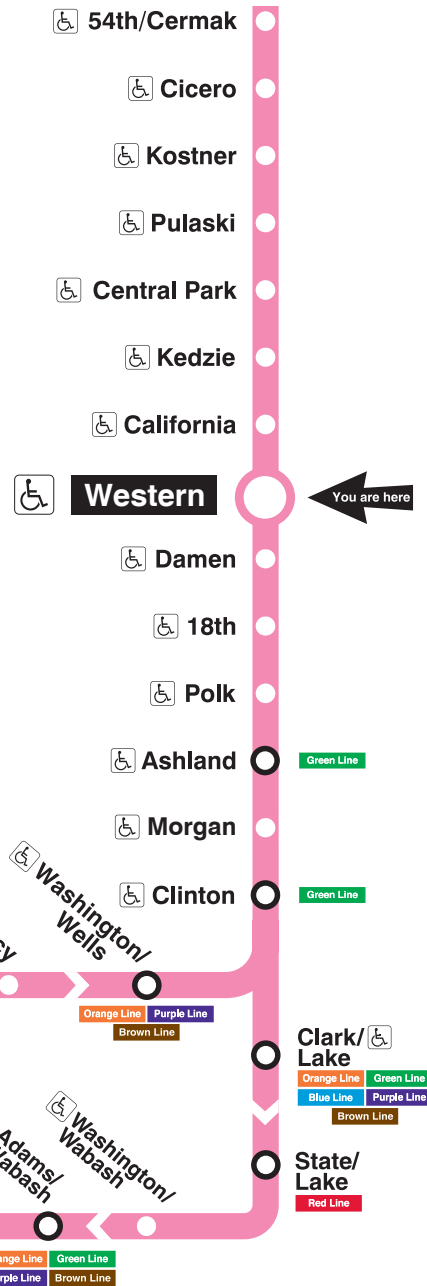 54th/Cermak
Cicero
Kostner
Pulaski
Central Park
Kedzie
California
Western
You are here
Damen
18th
Polk
Ashland
Green Line
Morgan
Clinton
Green Line
Washington/
Wells
Orange Line
Purple Line
Brown Line
Clark/
Lake
Orange Line
Green Line
Blue Line
Purple Line
Brown Line
State/
Lake
Red Line
Washington/
Wabash
Adams/
Wabash
Green Line
Brown Line